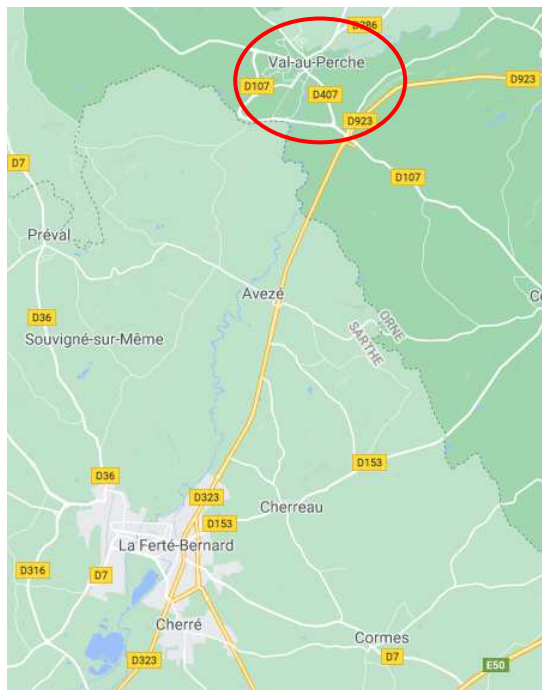 D286
Val-au-Perche
D923
D107
D407
D923
D7
D107
Préval
Avezé
C
ORNE
D36
SARTHE
Souvigné-sur-Même
D153
D36
D323
Cherreau
D153
La Ferté-Bernard
D316
D7
Cherré
Cormes
D7
D323
E50